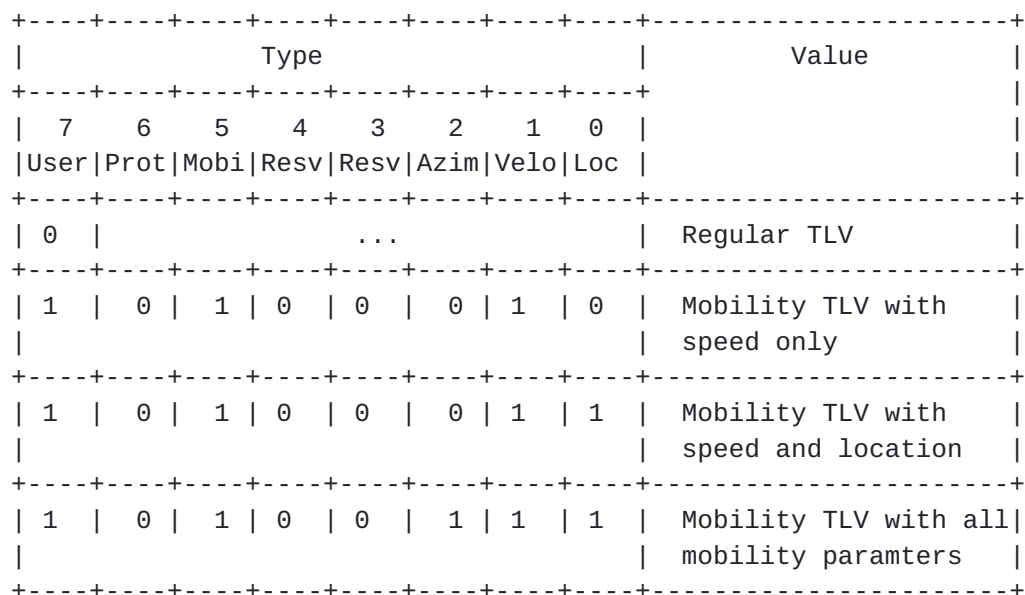 +----+----+----+----+----+----+----+----+-----------------------+
|               Type                    |         Value         |
+----+----+----+----+----+----+----+----+                       |
|  7    6    5    4    3    2    1   0  |                       |
|User|Prot|Mobi|Resv|Resv|Azim|Velo|Loc |                       |
+----+----+----+----+----+----+----+----+-----------------------+
| 0  |                ...               |  Regular TLV          |
+----+----+----+----+----+----+----+----+-----------------------+
| 1  |  0 |  1 | 0  | 0  |  0 | 1  | 0  |  Mobility TLV with    |
|                                       |  speed only           |
+----+----+----+----+----+----+----+----+-----------------------+
| 1  |  0 |  1 | 0  | 0  |  0 | 1  | 1  |  Mobility TLV with    |
|                                       |  speed and location   |
+----+----+----+----+----+----+----+----+-----------------------+
| 1  |  0 |  1 | 0  | 0  |  1 | 1  | 1  |  Mobility TLV with all|
|                                       |  mobility paramters   |
+----+----+----+----+----+----+----+----+-----------------------+